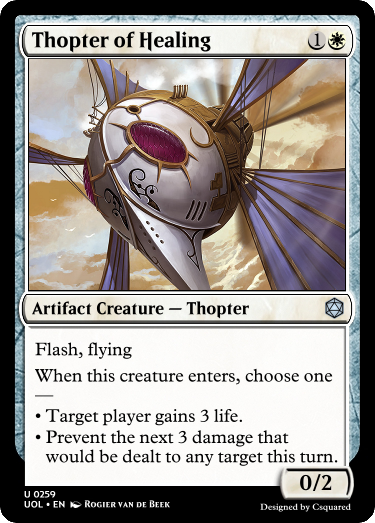 Thopter of Healing 1
Artifact Creature — Thopter
Flash, flying
When this creature enters, choose one
—
• Target player gains 3 life.
• Prevent the next 3 damage that
would be dealt to any target this turn.
0/2
U 0259
UOL • EN Rogier van de Beek
Designed by Csquared